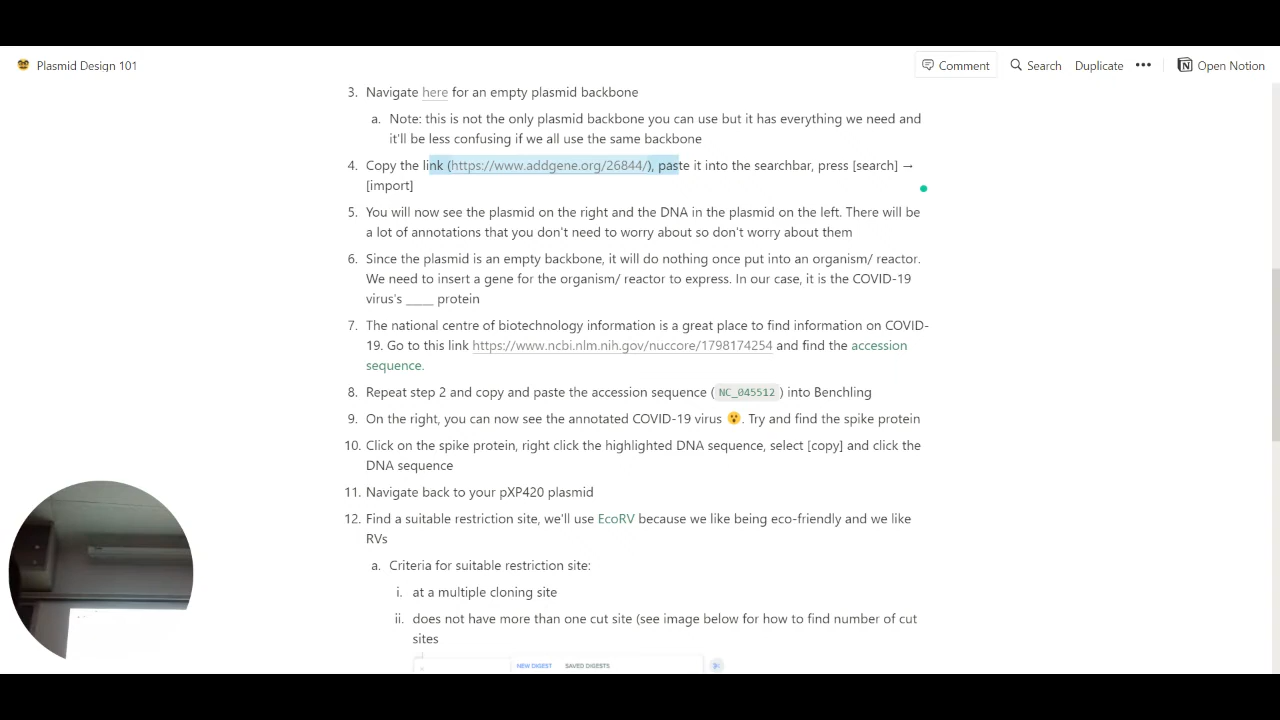 Plasmid Design 101
Comment
Search
Duplicate
•••
Open Notion
3. Navigate here for an empty plasmid backbone
a. Note: this is not the only plasmid backbone you can use but it has everything we need and
it'll be less confusing if we all use the same backbone
4. Copy the link (https://www.addgene.org/26844/), paste it into the searchbar, press [search] →
[import]
5. You will now see the plasmid on the right and the DNA in the plasmid on the left. There will be
a lot of annotations that you don't need to worry about so don't worry about them
6. Since the plasmid is an empty backbone, it will do nothing once put into an organism/ reactor.
We need to insert a gene for the organism/ reactor to express. In our case, it is the COVID-19
virus's _____ protein
7. The national centre of biotechnology information is a great place to find information on COVID-
19. Go to this link https://www.ncbi.nlm.nih.gov/nuccore/1798174254 and find the accession
sequence.
8. Repeat step 2 and copy and paste the accession sequence ( NC_045512 ) into Benchling
9. On the right, you can now see the annotated COVID-19 virus 😯. Try and find the spike protein
10. Click on the spike protein, right click the highlighted DNA sequence, select [copy] and click the
DNA sequence
11. Navigate back to your pXP420 plasmid
12. Find a suitable restriction site, we'll use EcoRV because we like being eco-friendly and we like
RVs
a. Criteria for suitable restriction site:
i. at a multiple cloning site
ii. does not have more than one cut site (see image below for how to find number of cut
sites
NEW DIGEST SAVED DIGESTS